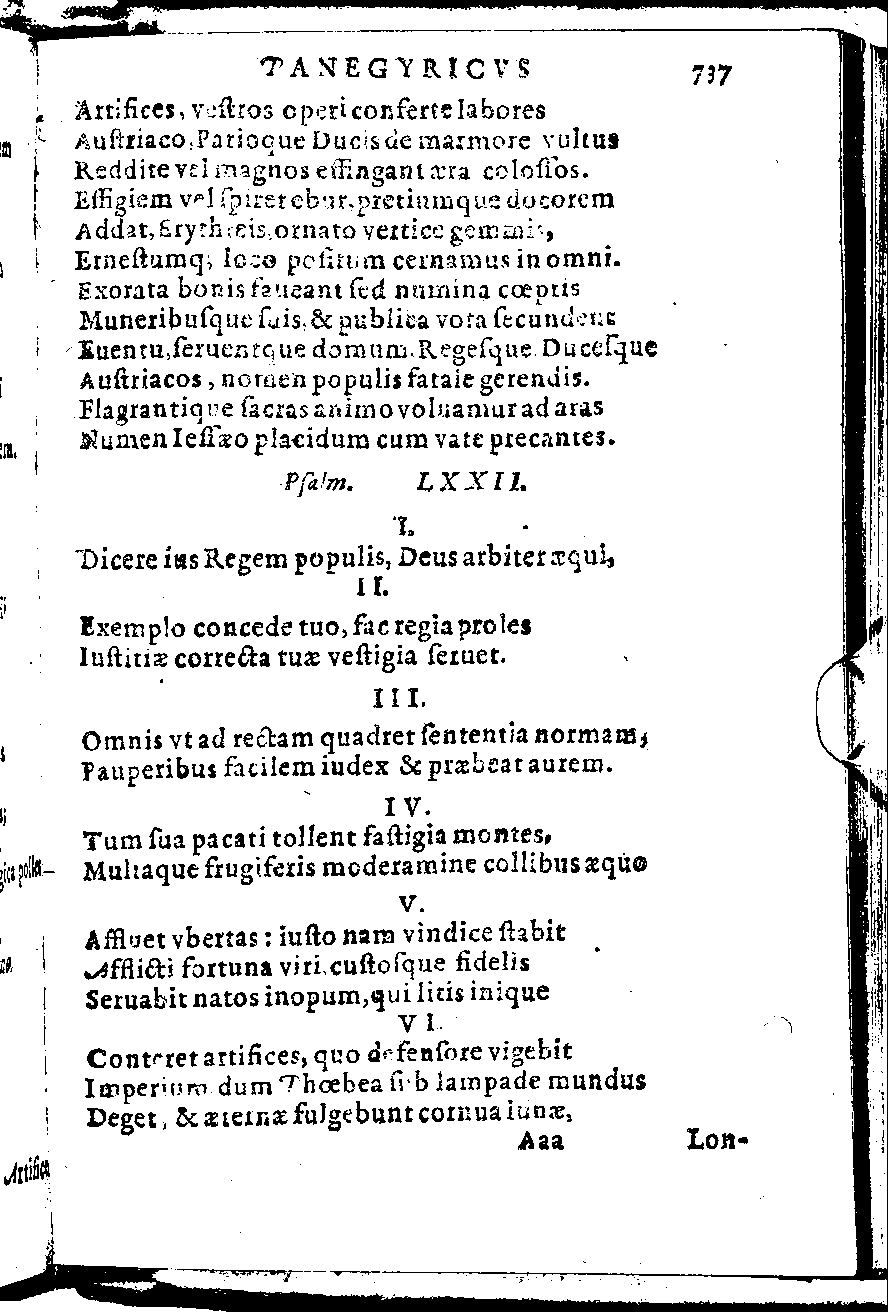 PANEGYRICVS 737
Artifices, veſtros operi conferte labores
Auſtriaco, Parioque Ducis de marmore vultus
Reddite vel magnos effingant æra coloſſos.
Effigiem vel ſpiret ebur, pretiumque decorem
Addat, Erythræis, ornato vertice gemmis,
Erneſtumq; loco poſitum cernamus in omni.
Exorata bonis faueant ſed numina cœptis
Muneribuſque ſuis, & publica vota ſecundent
Euentu, ſeruentque domum, Regeſque Duceſque
Auſtriacos, nomen populis fatale gerendis.
Flagrantique ſacras animo voluamur ad aras
Numen Ieſſæo placidum cum vate precantes.
Pſalm. LXXII.
I.
Dicere ius Regem populis, Deus arbiter æqui,
II.
Exemplo concede tuo, fac regia proles
Iuſtitiæ correcta tuæ veſtigia ſeruet.
III.
Omnis vt ad rectam quadret ſententia normam,
Pauperibus facilem iudex & præbeat aurem.
IV.
Tum ſua pacati tollent faſtigia montes,
Multaque frugiferis moderamine collibus æquo
V.
Affluet vbertas: iuſto nam vindice ſtabit
Afflicti fortuna viri, cuſtoſque fidelis
Seruabit natos inopum, qui litis inique
VI.
Conteret artifices, quo defenſore vigebit
Imperium, dum Phœbea ſub lampade mundus
Deget, & æternæ fulgebunt cornua lunæ,
Aaa Lon-
Artifice